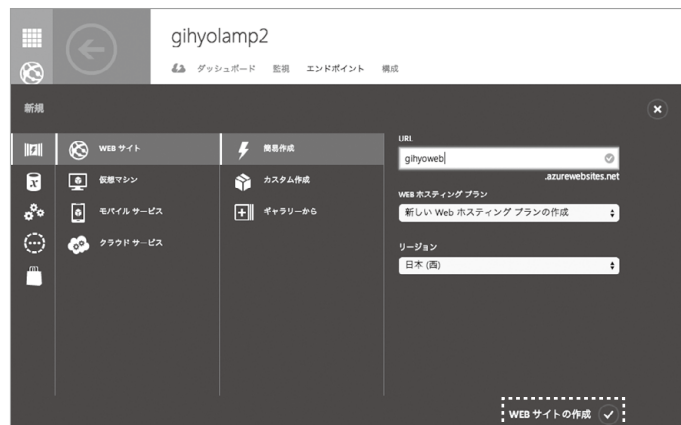 gihyolamp2
ダッシュボード 監視 エンドポイント 構成
新規
WEB サイト
仮想マシン
モバイル サービス
クラウド サービス
簡易作成
カスタム作成
ギャラリーから
URL
gihyoweb
.azurewebsites.net
WEB ホスティング プラン
新しい Web ホスティング プランの作成
リージョン
日本 (西)
WEB サイトの作成